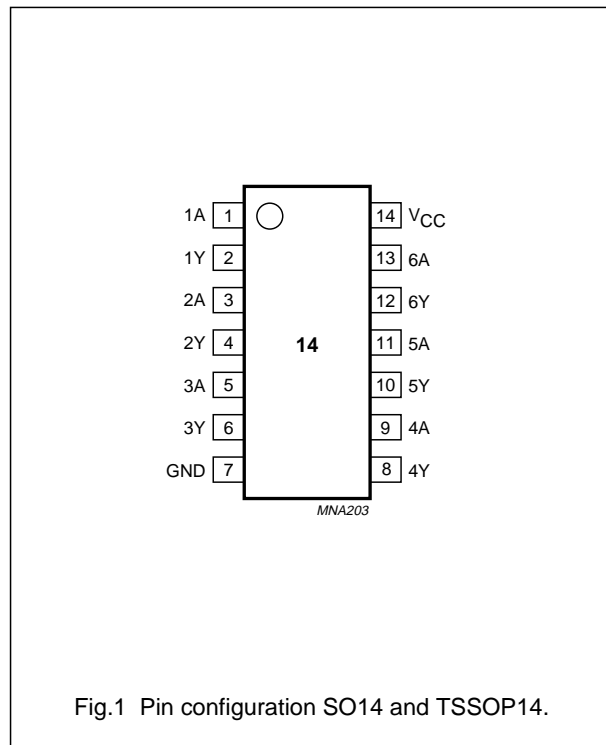 1A 1 14 VCC
1Y 2 13 6A
2A 3 12 6Y
2Y 4 14 11 5A
3A 5 10 5Y
3Y 6 9 4A
GND 7 8 4Y
MNA203
Fig.1 Pin configuration SO14 and TSSOP14.